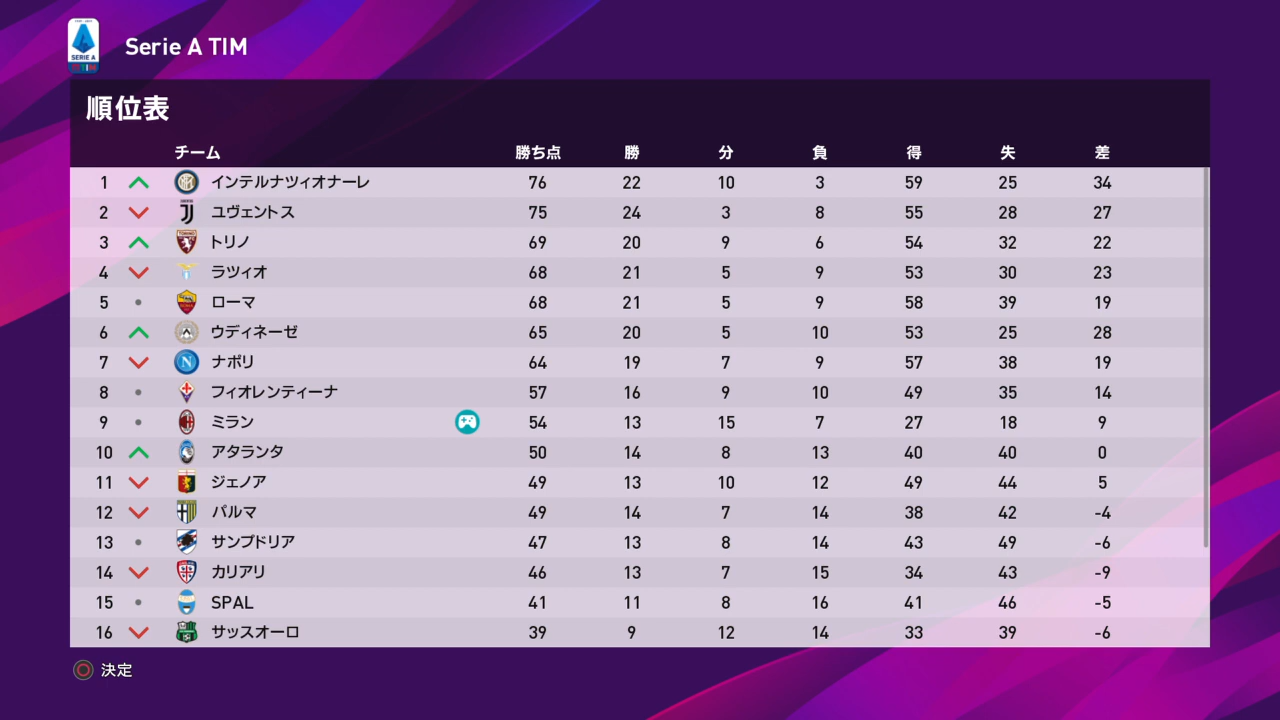 SERIE A
TIM
Serie A TIM
順位表
チーム 勝ち点 勝 分 負 得 失 差
1 インテルナツィオナーレ 76 22 10 3 59 25 34
2 ユヴェントス 75 24 3 8 55 28 27
3 トリノ 69 20 9 6 54 32 22
4 ラツィオ 68 21 5 9 53 30 23
5 ローマ 68 21 5 9 58 39 19
6 ウディネーゼ 65 20 5 10 53 25 28
7 ナポリ 64 19 7 9 57 38 19
8 フィオレンティーナ 57 16 9 10 49 35 14
9 ミラン 54 13 15 7 27 18 9
10 アタランタ 50 14 8 13 40 40 0
11 ジェノア 49 13 10 12 49 44 5
12 パルマ 49 14 7 14 38 42 -4
13 サンプドリア 47 13 8 14 43 49 -6
14 カリアリ 46 13 7 15 34 43 -9
15 SPAL 41 11 8 16 41 46 -5
16 サッスオーロ 39 9 12 14 33 39 -6
決定